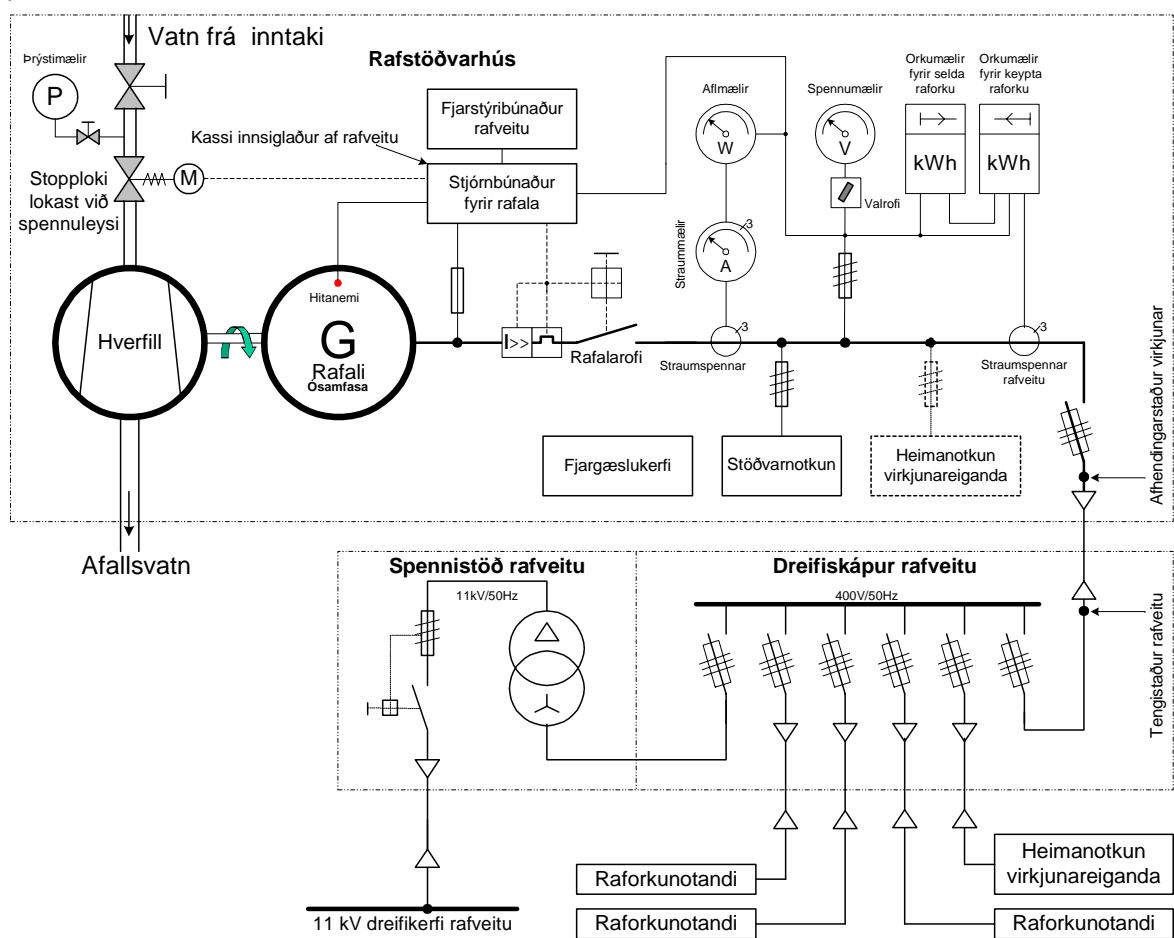 Vatn frá inntaki
Þrýstimælir
P
Rafstöðvarhús
Fjarstýribúnaður
rafveitu
Kassi innsiglaður af rafveitu
Stjórnbúnaður
fyrir rafala
Stopploki
lokast við
spennuleysi
M
Aflmælir
W
Spennumælir
V
Orkumælir
fyrir selda
raforku
kWh
Orkumælir
fyrir keypta
raforku
kWh
Valrofi
Straummælir
3
A
Hverfill
Hitanemi
G
Rafali
Ósamfasa
I>>
Rafalarofi
3
Straumspennar
3
Straumspennar
rafveitu
Fjargæslukerfi
Stöðvarnotkun
Heimanotkun
virkjunareiganda
Afhendingarstaður virkjunar
Afallsvatn
Spennistöð rafveitu
11kV/50Hz
Dreifiskápur rafveitu
400V/50Hz
Tengistaður rafveitu
Raforkunotandi
Heimanotkun
virkjunareiganda
Raforkunotandi
Raforkunotandi
11 kV dreifikerfi rafveitu